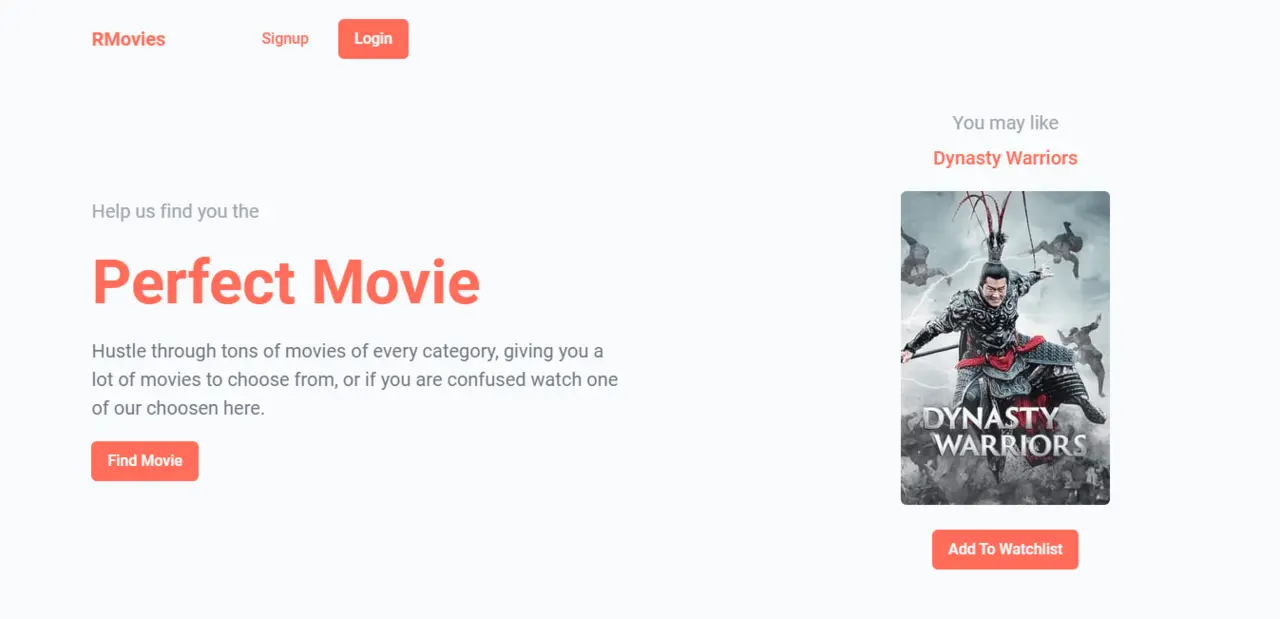 RMovies
Signup
Login
Help us find you the
Perfect Movie
Hustle through tons of movies of every category, giving you a
lot of movies to choose from, or if you are confused watch one
of our choosen here.
Find Movie
You may like
Dynasty Warriors
DYNASTY
WARRIORS
Add To Watchlist